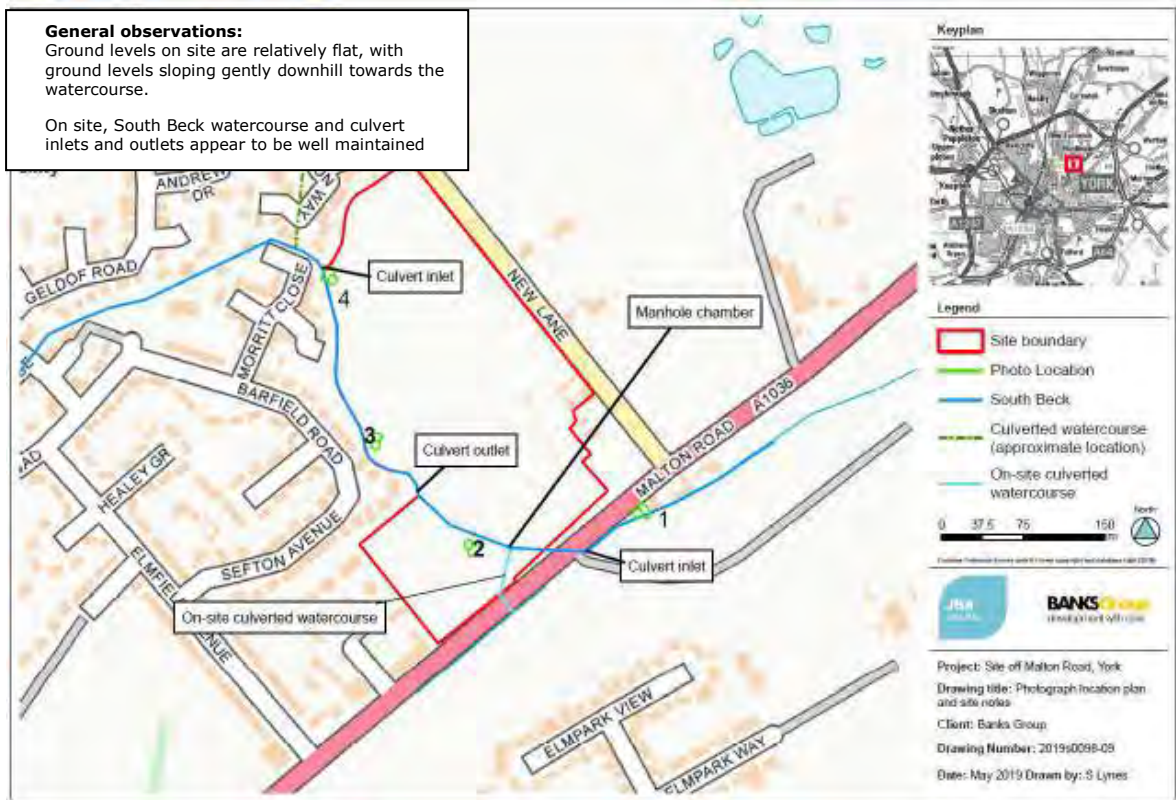 General observations:
Ground levels on site are relatively flat, with
ground levels sloping gently downhill towards the
watercourse.
On site, South Beck watercourse and culvert
inlets and outlets appear to be well maintained
ANDREW
DR
WAY
GELDOF ROAD
MORRITT CLOSE
Culvert inlet
4
NEW LANE
Manhole chamber
MALTON ROAD
A1036
BARFIELD ROAD
3
Culvert outlet
HEALEY GR
1
2
SEFTON AVENUE
Culvert inlet
On-site culverted watercourse
ELMPARK VIEW
ELMPARK WAY
Keyplan
YORK
Legend
Site boundary
Photo Location
South Beck
Culverted watercourse
(approximate location)
On-site culverted
watercourse
North
0 37.5 75 150
m
JBA
BANKSGroup
development with care
Project: Site off Malton Road, York
Drawing title: Photograph location plan
and site notes
Client: Banks Group
Drawing Number: 2019s0098-09
Date: May 2019 Drawn by: S Lynes